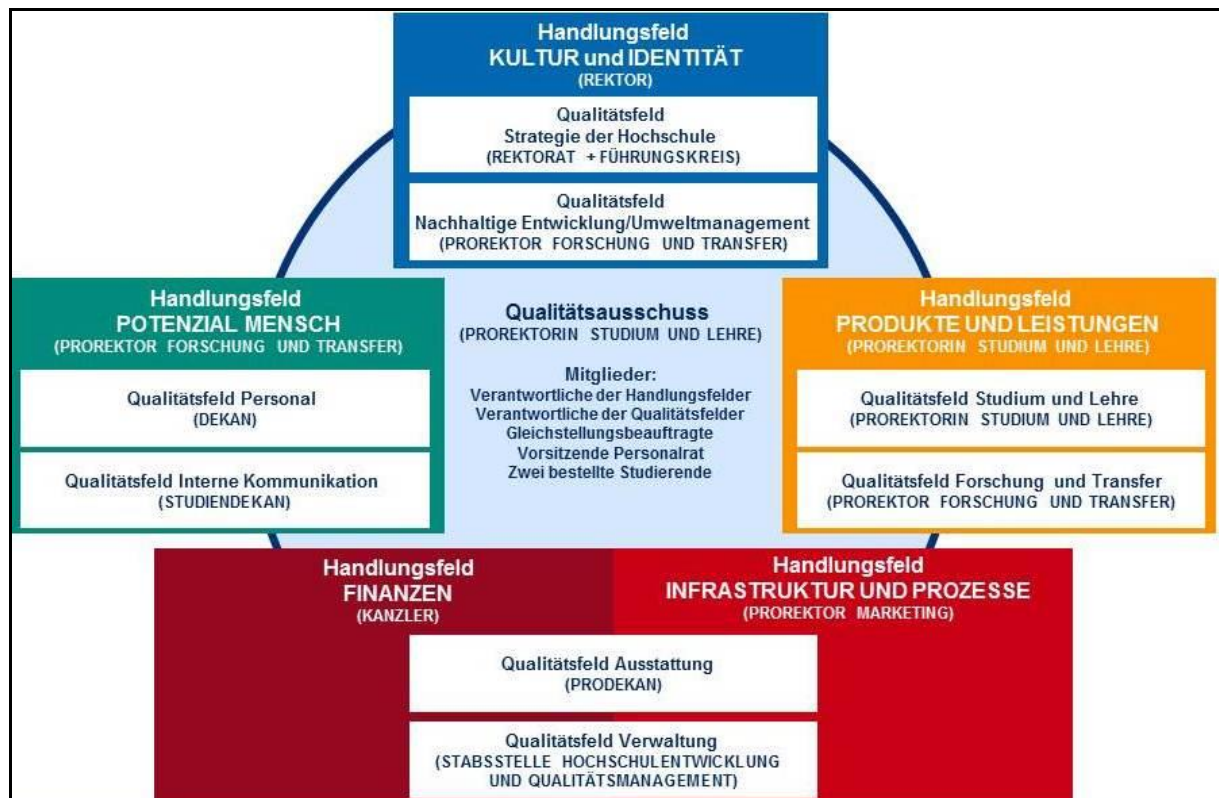 Handlungsfeld
KULTUR und IDENTITÄT
(REKTOR)
Qualitätsfeld
Strategie der Hochschule
(REKTORAT + FÜHRUNGSKREIS)
Qualitätsfeld
Nachhaltige Entwicklung/Umweltmanagement
(PROREKTOR FORSCHUNG UND TRANSFER)
Handlungsfeld
POTENZIAL MENSCH
(PROREKTOR FORSCHUNG UND TRANSFER)
Qualitätsfeld Personal
(DEKAN)
Qualitätsfeld Interne Kommunikation
(STUDIENDEKAN)
Qualitätsausschuss
(PROREKTORIN STUDIUM UND LEHRE)
Mitglieder:
Verantwortliche der Handlungsfelder
Verantwortliche der Qualitätsfelder
Gleichstellungsbeauftragte
Vorsitzende Personalrat
Zwei bestellte Studierende
Handlungsfeld
PRODUKTE UND LEISTUNGEN
(PROREKTORIN STUDIUM UND LEHRE)
Qualitätsfeld Studium und Lehre
(PROREKTORIN STUDIUM UND LEHRE)
Qualitätsfeld Forschung und Transfer
(PROREKTOR FORSCHUNG UND TRANSFER)
Handlungsfeld
FINANZEN
(KANZLER)
Handlungsfeld
INFRASTRUKTUR UND PROZESSE
(PROREKTOR MARKETING)
Qualitätsfeld Ausstattung
(PRODEKAN)
Qualitätsfeld Verwaltung
(STABSSTELLE HOCHSCHULENTWICKLUNG
UND QUALITÄTSMANAGEMENT)